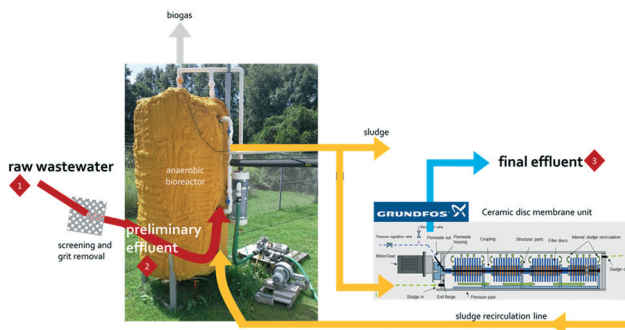 biogas
sludge
raw wastewater
1
anaerobic
bioreactor
final effluent
3
GRUNDFOS
Ceramic disc membrane unit
preliminary
effluent
2
screening and
grit removal
Pressure regulation valve
Permeate out
Permeate
housing
Coupling
Structural parts
Filter discs
Internal sludge recirculation
Motor/Gear
Sludge in
End flange
Pressure pipe
sludge recirculation line